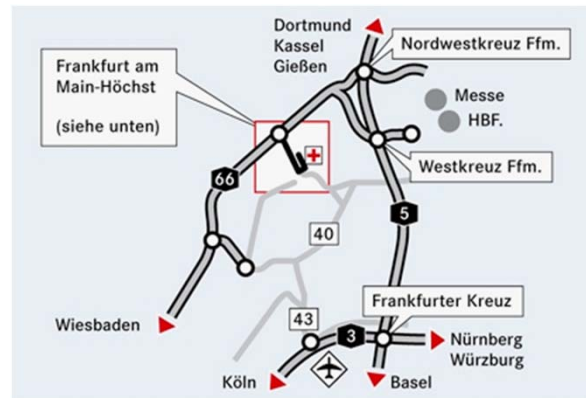 Dortmund
Kassel
Gießen
Nordwestkreuz Ffm.
Frankfurt am
Main-Höchst
(siehe unten)
Messe
HBF.
Westkreuz Ffm.
66
5
40
Frankfurter Kreuz
43
3
Wiesbaden
Nürnberg
Würzburg
Köln
Basel